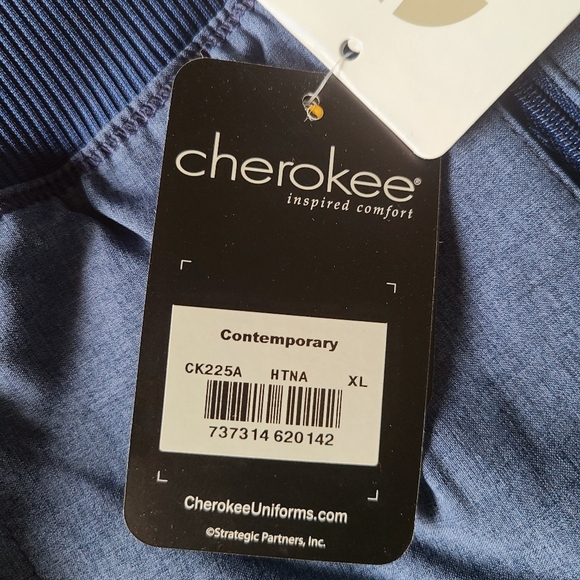 cherokee®
inspired comfort
Contemporary
CK225A HTNA XL
737314 620142
CherokeeUniforms.com
©Strategic Partners, Inc.